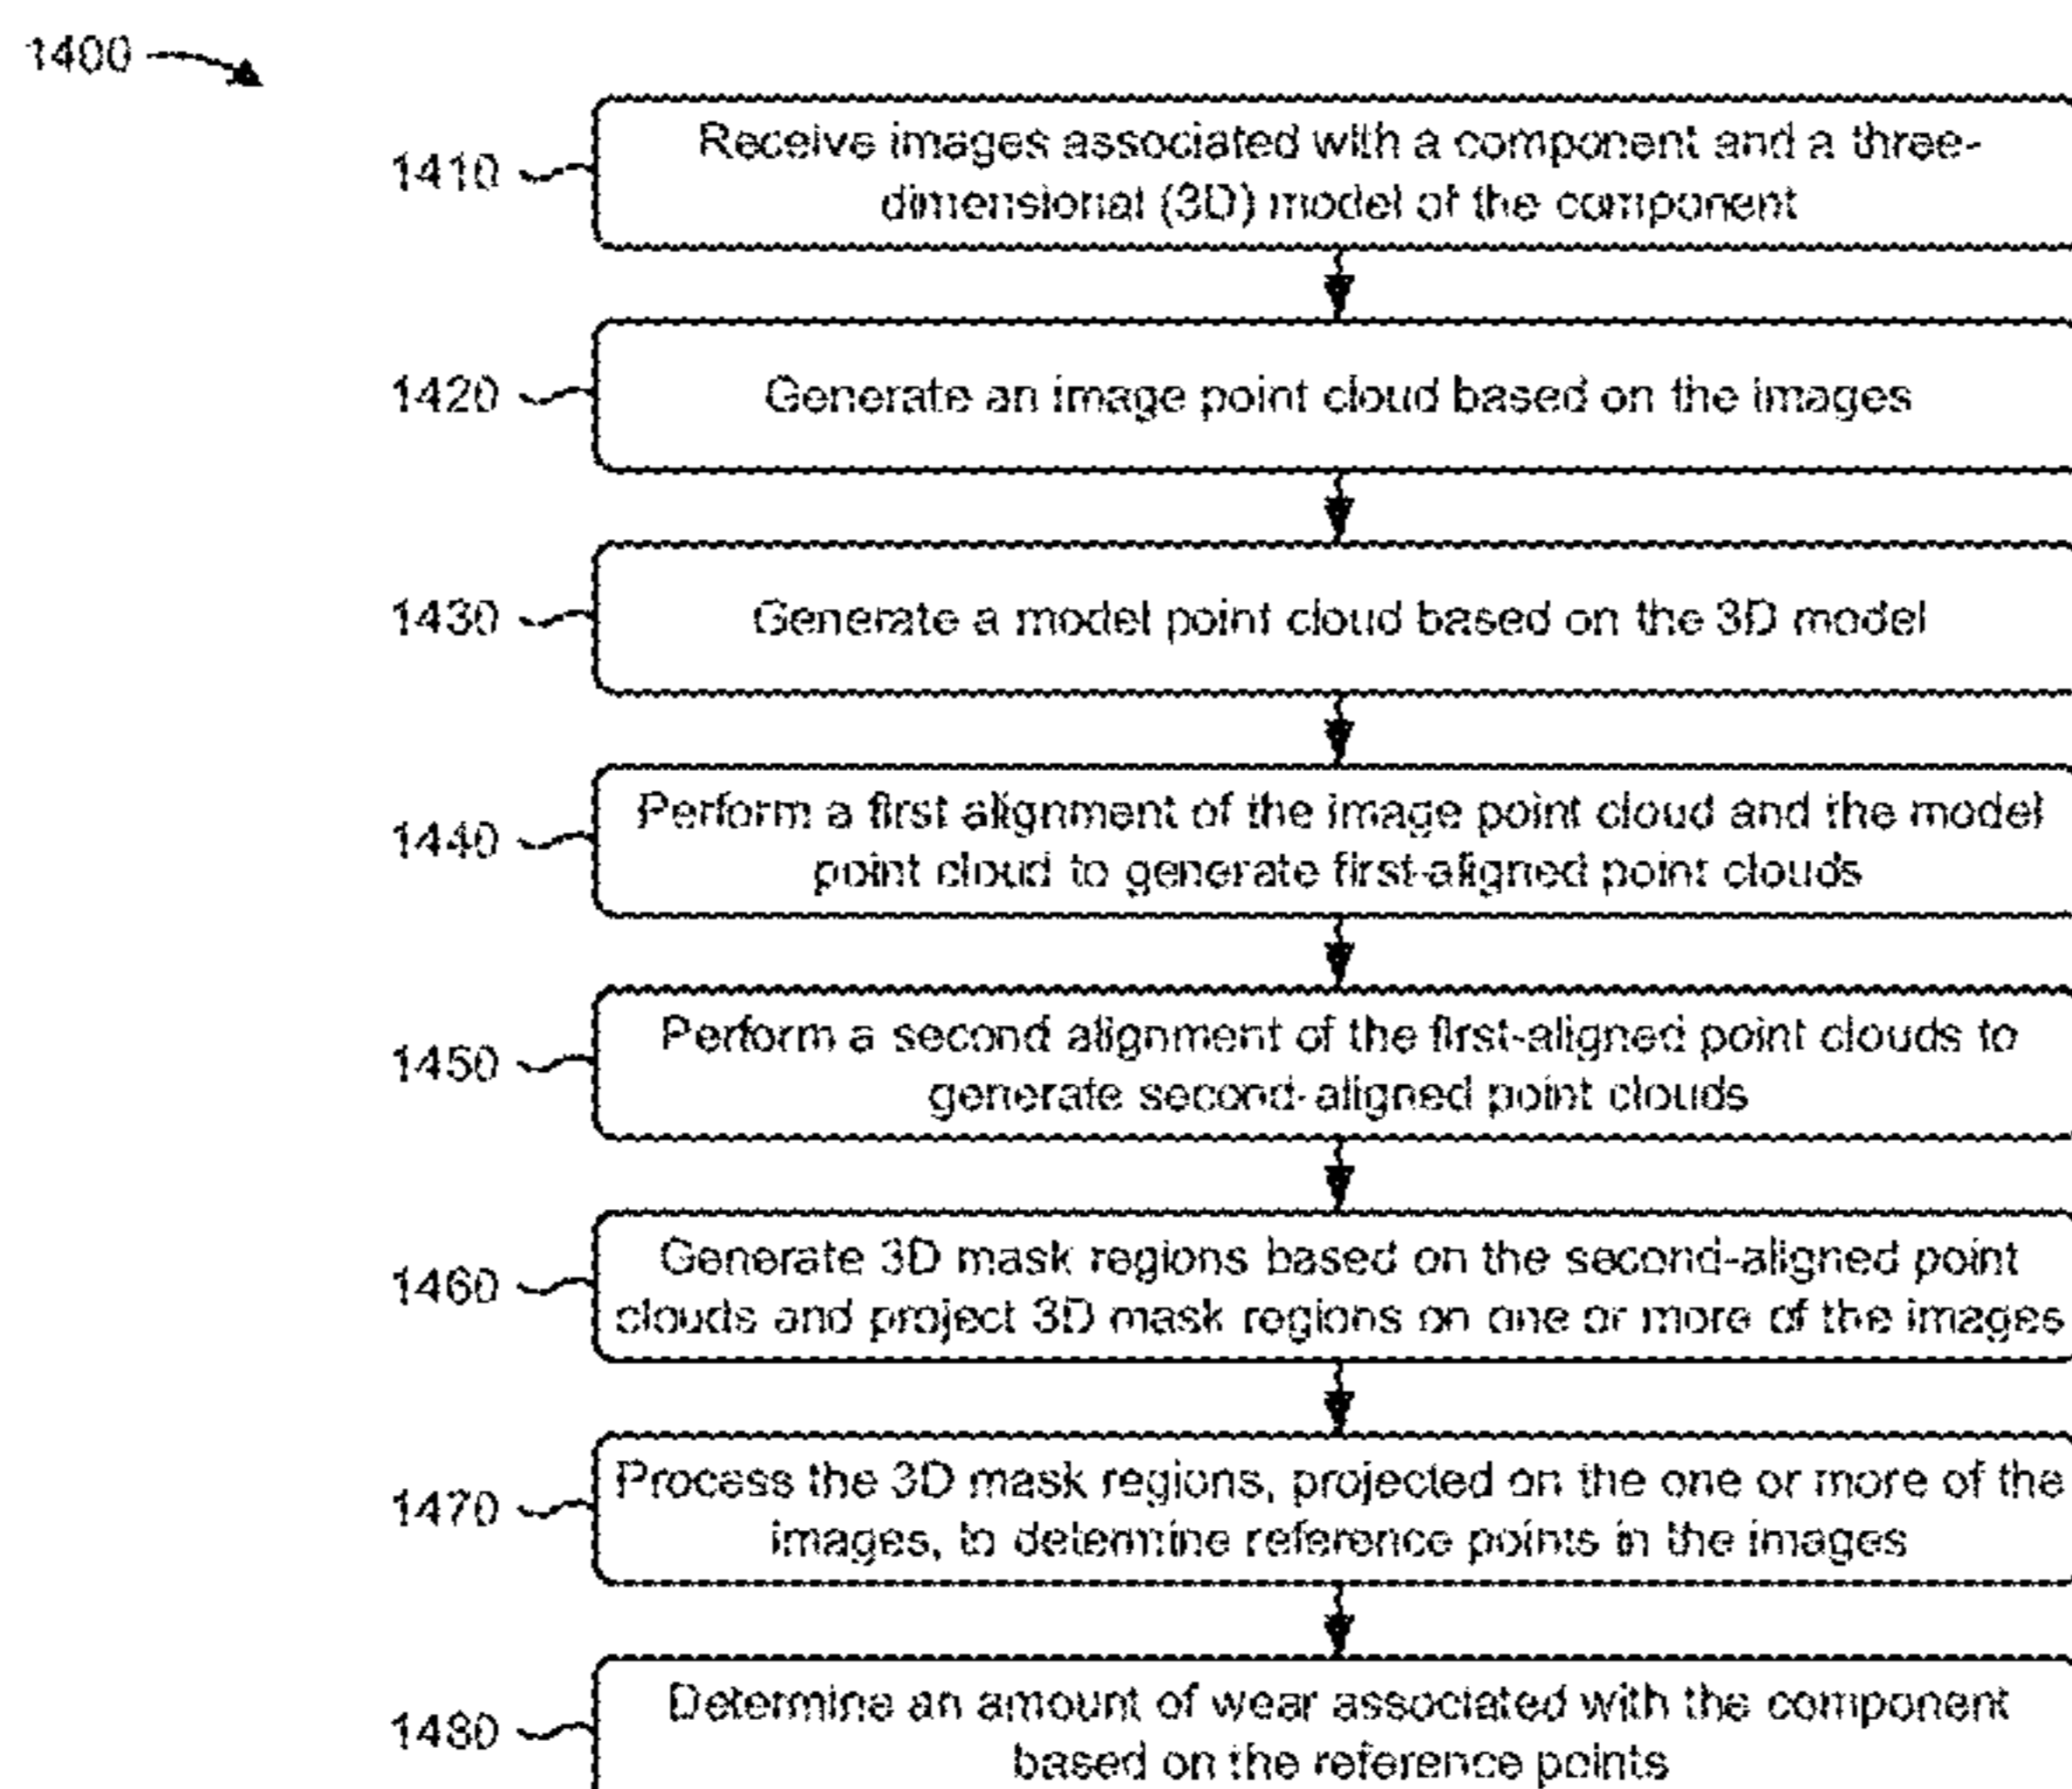 1400
1410
Receive images associated with a component and a three-
dimensional (3D) model of the component
1420
Generate an image point cloud based on the images
1430
Generate a model point cloud based on the 3D model
1440
Perform a first alignment of the image point cloud and the model
point cloud to generate first-aligned point clouds
1450
Perform a second alignment of the first-aligned point clouds to
generate second-aligned point clouds
1460
Generate 3D mask regions based on the second-aligned point
clouds and project 3D mask regions on one or more of the images
1470
Process the 3D mask regions, projected on the one or more of the
images, to determine reference points in the images
1480
Determine an amount of wear associated with the component
based on the reference points